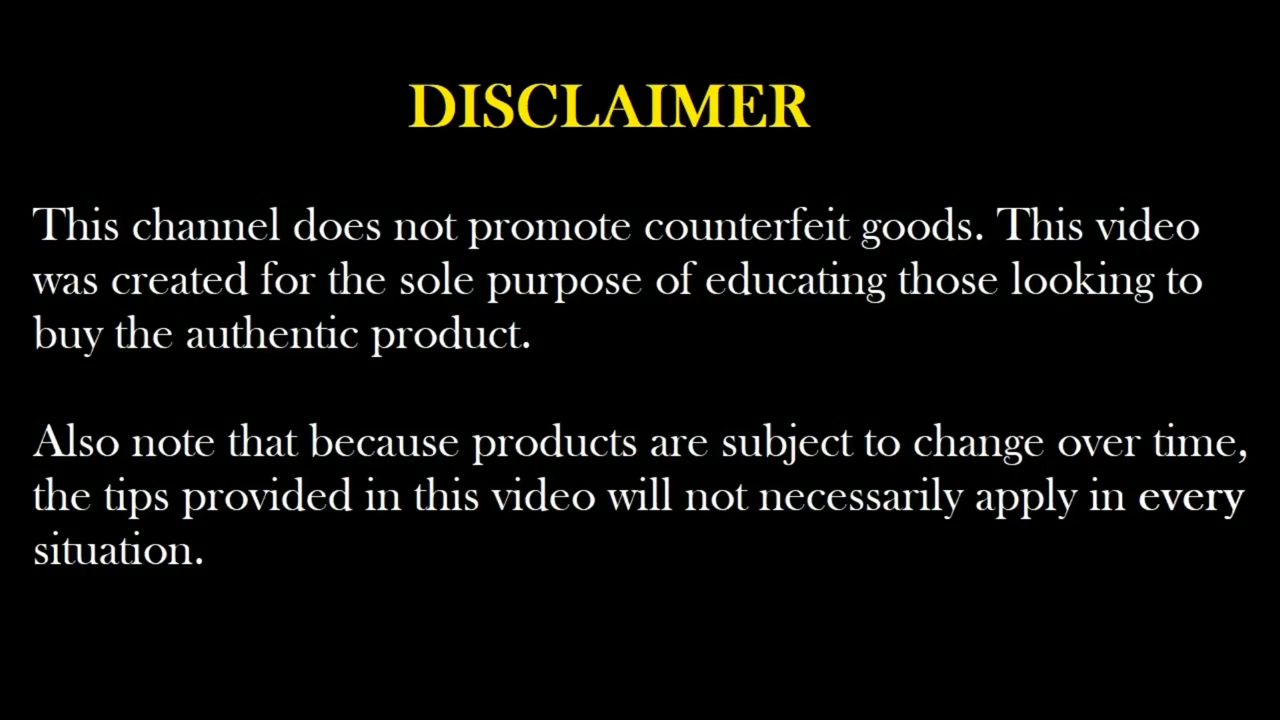 DISCLAIMER
This channel does not promote counterfeit goods. This video
was created for the sole purpose of educating those looking to
buy the authentic product.
Also note that because products are subject to change over time,
the tips provided in this video will not necessarily apply in every
situation.